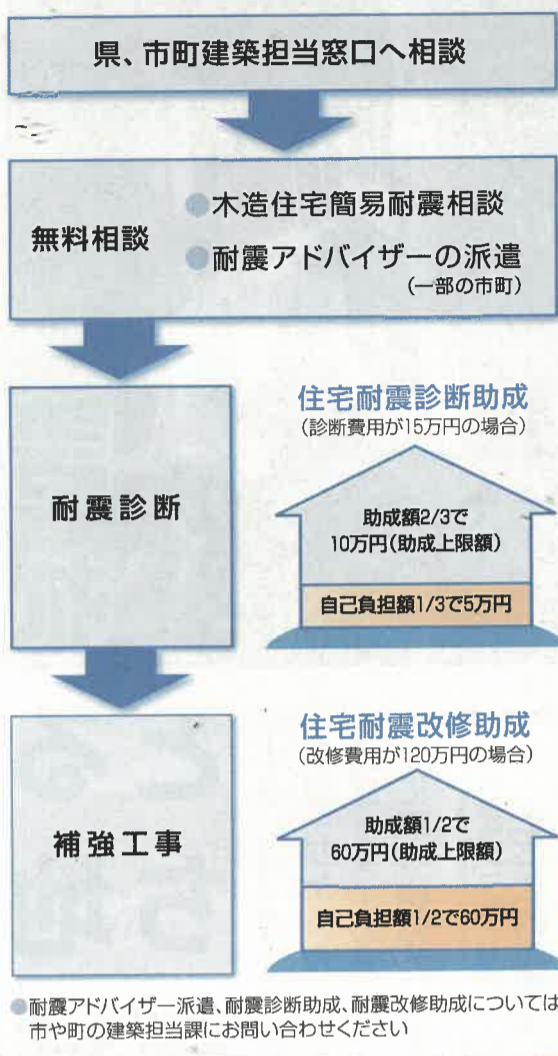 県、市町建築担当窓口へ相談
無料相談
●木造住宅簡易耐震相談
●耐震アドバイザーの派遣
(一部の市町)
耐震診断
住宅耐震診断助成
(診断費用が15万円の場合)
助成額2/3で
10万円(助成上限額)
自己負担額1/3で5万円
補強工事
住宅耐震改修助成
(改修費用が120万円の場合)
助成額1/2で
60万円(助成上限額)
自己負担額1/2で60万円
●耐震アドバイザー派遣、耐震診断助成、耐震改修助成については
市や町の建築担当課にお問い合わせください